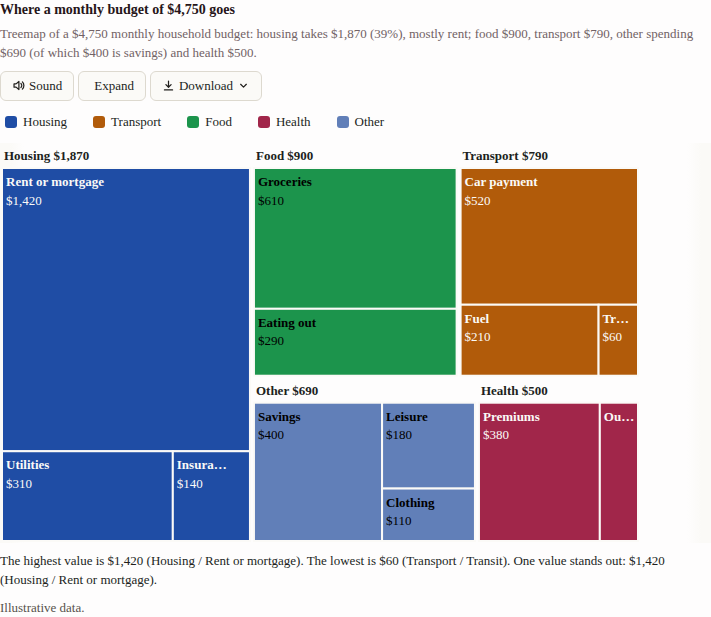 Where a monthly budget of $4,750 goes
Treemap of a $4,750 monthly household budget: housing takes $1,870 (39%), mostly rent; food $900, transport $790, other spending
$690 (of which $400 is savings) and health $500.
Sound Expand Download
Housing Transport Food Health Other
Housing $1,870
Rent or mortgage
$1,420
Utilities
$310
Insura…
$140
Food $900
Groceries
$610
Eating out
$290
Transport $790
Car payment
$520
Fuel
$210
Tr…
$60
Other $690
Savings
$400
Leisure
$180
Clothing
$110
Health $500
Premiums
$380
Ou…
The highest value is $1,420 (Housing / Rent or mortgage). The lowest is $60 (Transport / Transit). One value stands out: $1,420
(Housing / Rent or mortgage).
Illustrative data.